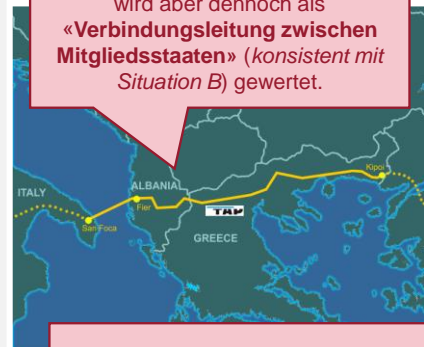 wird aber dennoch als
«Verbindungsleitung zwischen
Mitgliedsstaaten» (konsistent mit
Situation B) gewertet.
Kipoi
ITALY
ALBANIA
Fier
TAP
San Foca
GREECE